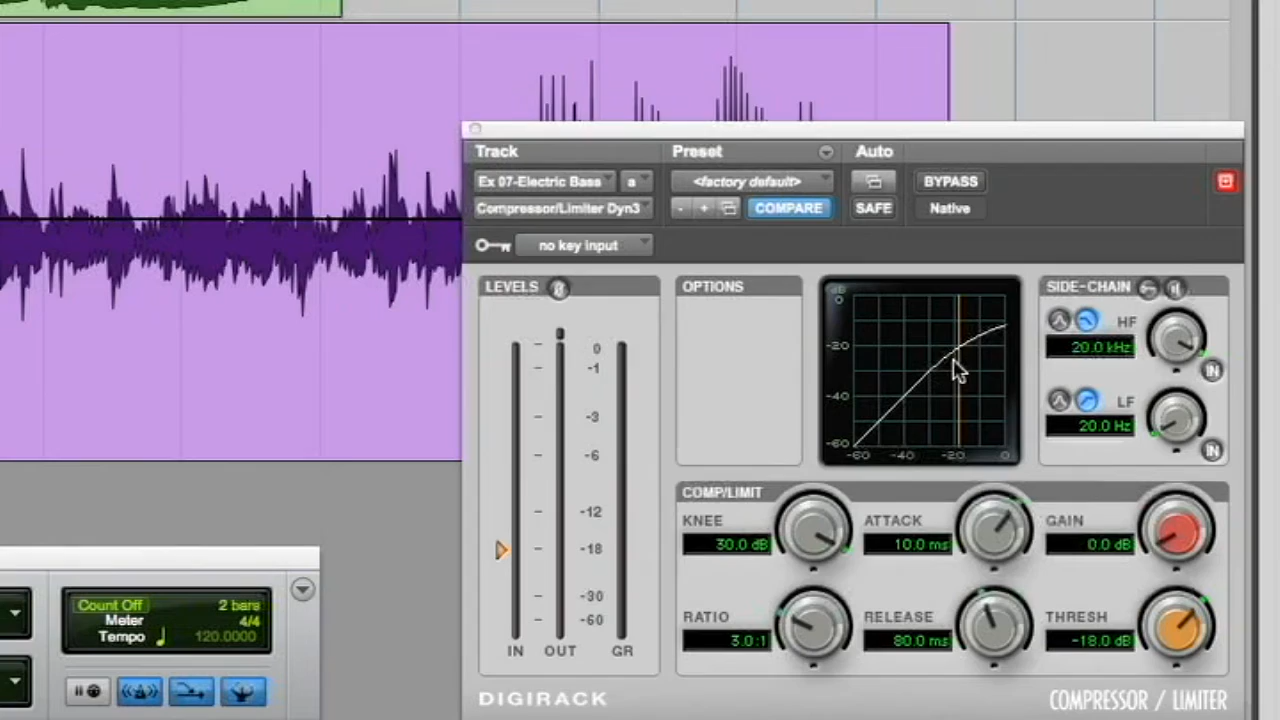 Track
Preset
Auto
Ex 07-Electric Bass
a
<factory default>
BYPASS
Compressor/Limiter Dyn3
-
+
COMPARE
SAFE
Native
no key input
LEVELS
OPTIONS
SIDE-CHAIN
dB
0
-20
-40
-60
-60
-40
-20
0
HF
20.0 kHz
IN
LF
20.0 Hz
IN
0
-1
-3
-6
-12
-18
-30
-60
IN
OUT
GR
COMP/LIMIT
KNEE
30.0 dB
ATTACK
10.0 ms
GAIN
0.0 dB
RATIO
3.0:1
RELEASE
80.0 ms
THRESH
-18.0 dB
DIGIRACK
COMPRESSOR / LIMITER
Count Off
2 bars
Meter
4/4
Tempo
120.0000